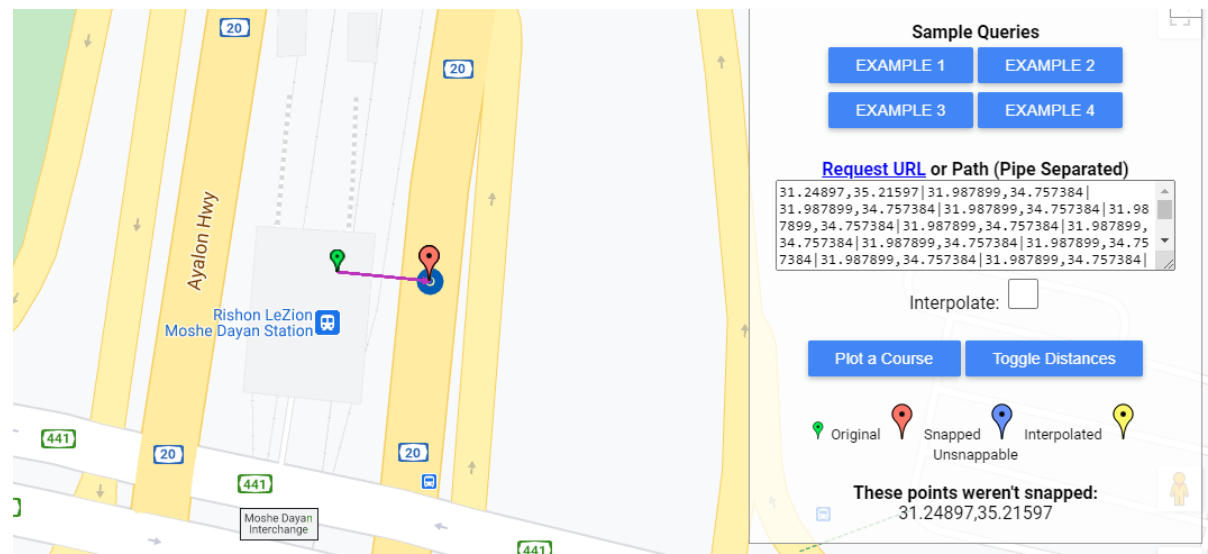 20
20
Ayalon Hwy
Rishon LeZion
Moshe Dayan Station
441
20
20
441
Moshe Dayan
Interchange
441
Sample Queries
EXAMPLE 1 EXAMPLE 2
EXAMPLE 3 EXAMPLE 4
Request URL or Path (Pipe Separated)
31.24897,35.21597|31.987899,34.757384|
31.987899,34.757384|31.987899,34.757384|31.98
7899,34.757384|31.987899,34.757384|31.987899,
34.757384|31.987899,34.757384|31.987899,34.75
7384|31.987899,34.757384|31.987899,34.757384|
Interpolate:
Plot a Course Toggle Distances
Original Snapped Interpolated
Unsnappable
These points weren't snapped:
31.24897,35.21597